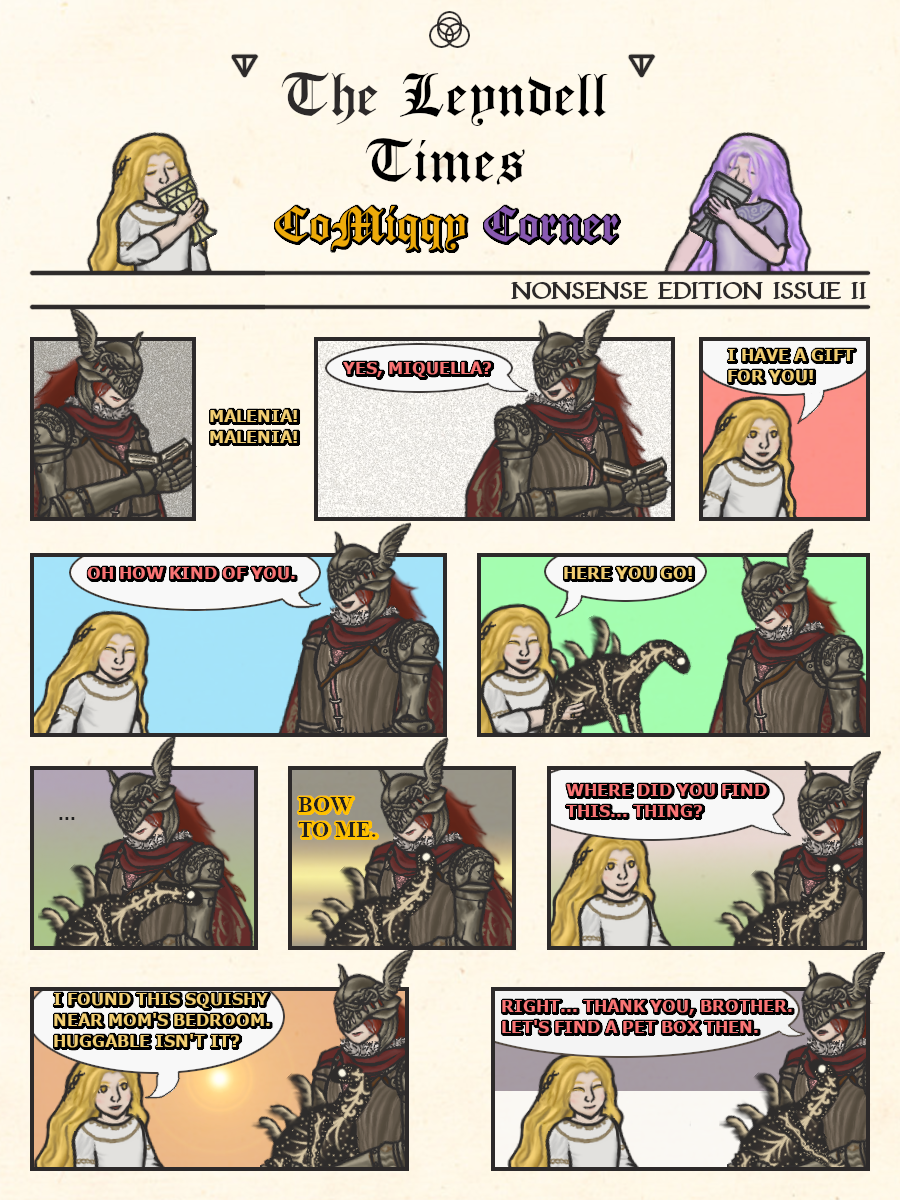 The Leyndell
Times
CoMiqqy Corner
NONSENSE EDITION ISSUE II
MALENIA!
MALENIA!
YES, MIQUELLA?
I HAVE A GIFT
FOR YOU!
OH HOW KIND OF YOU.
HERE YOU GO!
...
BOW
TO ME.
WHERE DID YOU FIND
THIS... THING?
I FOUND THIS SQUISHY
NEAR MOM'S BEDROOM.
HUGGABLE ISN'T IT?
RIGHT... THANK YOU, BROTHER.
LET'S FIND A PET BOX THEN.